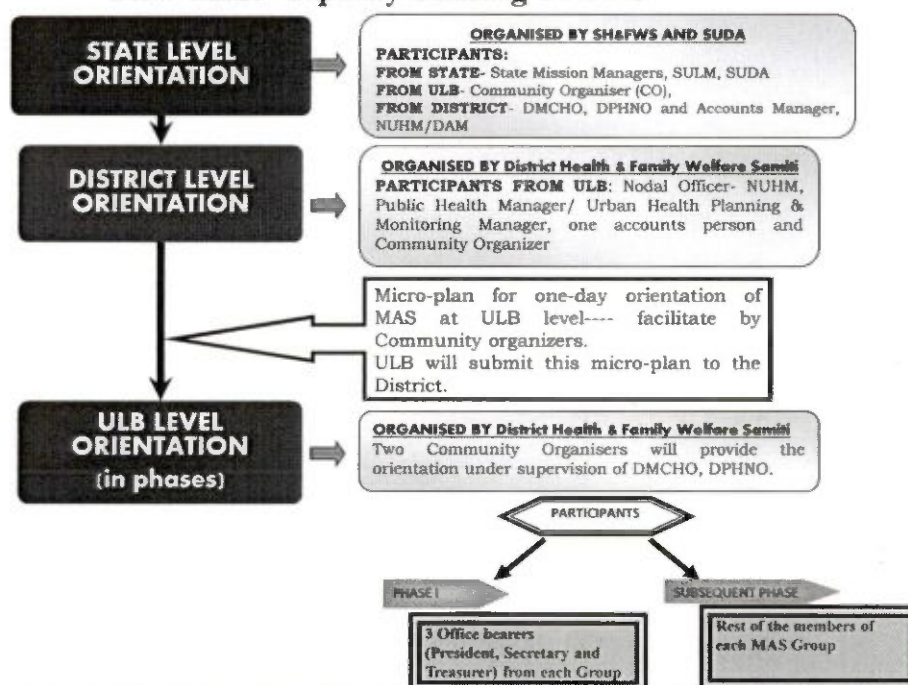 STATE LEVEL
ORIENTATION
ORGANISED BY SH&FWS AND SUDA
PARTICIPANTS:
FROM STATE- State Mission Managers, SULM, SUDA
FROM ULB- Community Organiser (CO),
FROM DISTRICT- DMCHO, DPHNO and Accounts Manager,
NUHM/DAM
DISTRICT LEVEL
ORIENTATION
ORGANISED BY District Health & Family Welfare Samiti
PARTICIPANTS FROM ULB: Nodal Officer- NUHM,
Public Health Manager/ Urban Health Planning &
Monitoring Manager, one accounts person and
Community Organizer
Micro-plan for one-day orientation of
MAS at ULB level---- facilitate by
Community organizers.
ULB will submit this micro-plan to the
District.
ULB LEVEL
ORIENTATION
(in phases)
ORGANISED BY District Health & Family Welfare Samiti
Two Community Organisers will provide the
orientation under supervision of DMCHO, DPHNO.
PARTICIPANTS
PHASE I
SUBSEQUENT PHASE
3 Office bearers
(President, Secretary and
Treasurer) from each Group
Rest of the members of
each MAS Group